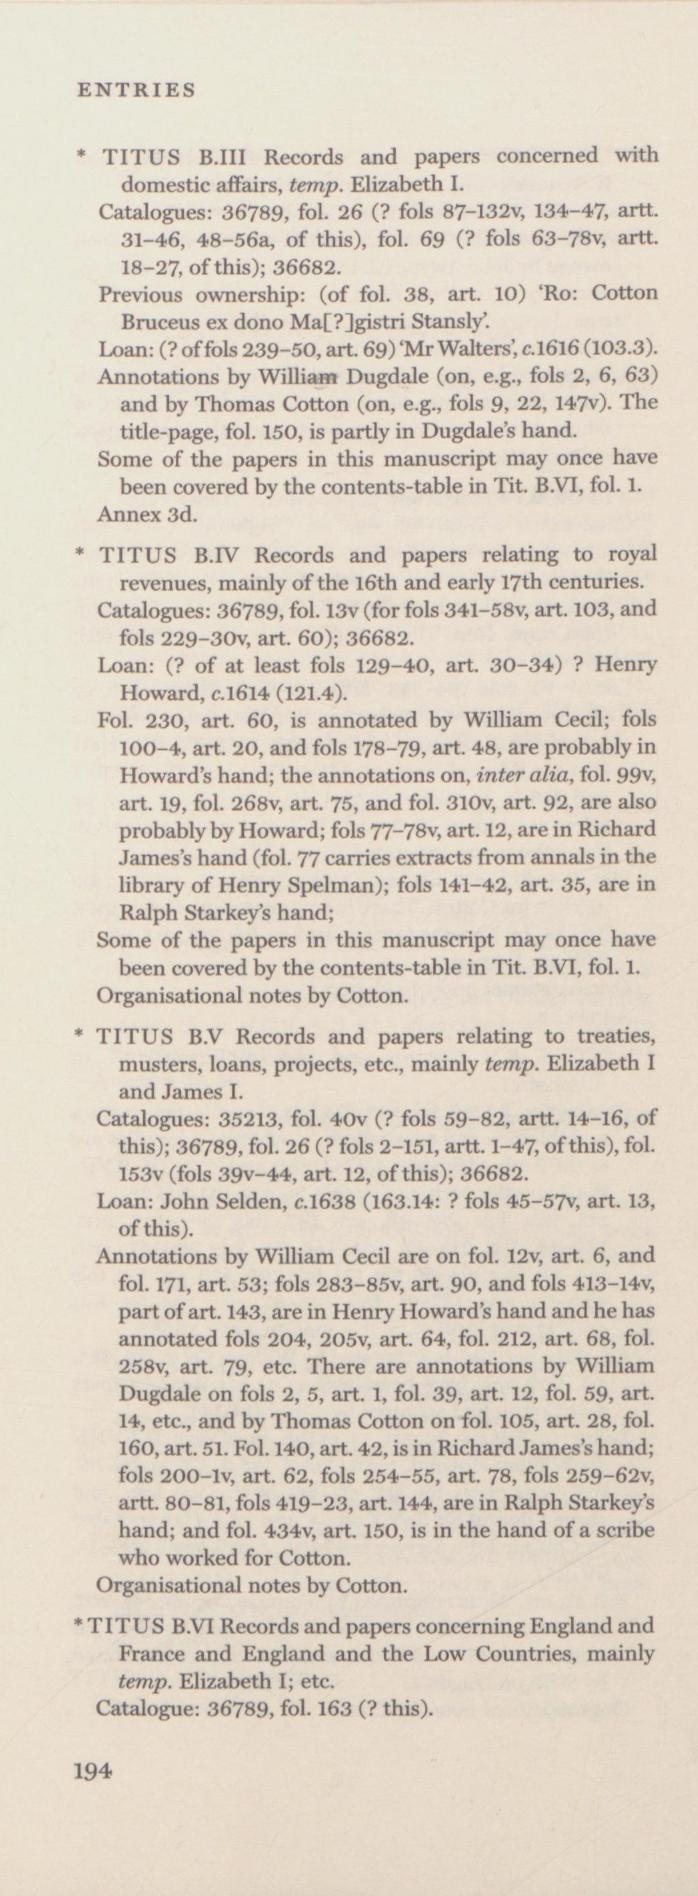 ENTRIES
* TITUS B.III Records and papers concerned with
domestic affairs, temp. Elizabeth I.
Catalogues: 36789, fol. 26 (? fols 87–132v, 134–47, artt.
31–46, 48–56a, of this), fol. 69 (? fols 63–78v, artt.
18–27, of this); 36682.
Previous ownership: (of fol. 38, art. 10) ‘Ro: Cotton
Bruceus ex dono Ma[?]gistri Stansly’.
Loan: (? of fols 239–50, art. 69) ‘Mr Walters’, c.1616 (103.3).
Annotations by William Dugdale (on, e.g., fols 2, 6, 63)
and by Thomas Cotton (on, e.g., fols 9, 22, 147v). The
title-page, fol. 150, is partly in Dugdale’s hand.
Some of the papers in this manuscript may once have
been covered by the contents-table in Tit. B.VI, fol. 1.
Annex 3d.
* TITUS B.IV Records and papers relating to royal
revenues, mainly of the 16th and early 17th centuries.
Catalogues: 36789, fol. 13v (for fols 341–58v, art. 103, and
fols 229–30v, art. 60); 36682.
Loan: (? of at least fols 129–40, art. 30–34) ? Henry
Howard, c.1614 (121.4).
Fol. 230, art. 60, is annotated by William Cecil; fols
100–4, art. 20, and fols 178–79, art. 48, are probably in
Howard’s hand; the annotations on, inter alia, fol. 99v,
art. 19, fol. 268v, art. 75, and fol. 310v, art. 92, are also
probably by Howard; fols 77–78v, art. 12, are in Richard
James’s hand (fol. 77 carries extracts from annals in the
library of Henry Spelman); fols 141–42, art. 35, are in
Ralph Starkey’s hand;
Some of the papers in this manuscript may once have
been covered by the contents-table in Tit. B.VI, fol. 1.
Organisational notes by Cotton.
* TITUS B.V Records and papers relating to treaties,
musters, loans, projects, etc., mainly temp. Elizabeth I
and James I.
Catalogues: 35213, fol. 40v (? fols 59–82, artt. 14–16, of
this); 36789, fol. 26 (? fols 2–151, artt. 1–47, of this), fol.
153v (fols 39v–44, art. 12, of this); 36682.
Loan: John Selden, c.1638 (163.14: ? fols 45–57v, art. 13,
of this).
Annotations by William Cecil are on fol. 12v, art. 6, and
fol. 171, art. 53; fols 283–85v, art. 90, and fols 413–14v,
part of art. 143, are in Henry Howard’s hand and he has
annotated fols 204, 205v, art. 64, fol. 212, art. 68, fol.
258v, art. 79, etc. There are annotations by William
Dugdale on fols 2, 5, art. 1, fol. 39, art. 12, fol. 59, art.
14, etc., and by Thomas Cotton on fol. 105, art. 28, fol.
160, art. 51. Fol. 140, art. 42, is in Richard James’s hand;
fols 200–1v, art. 62, fols 254–55, art. 78, fols 259–62v,
artt. 80–81, fols 419–23, art. 144, are in Ralph Starkey’s
hand; and fol. 434v, art. 150, is in the hand of a scribe
who worked for Cotton.
Organisational notes by Cotton.
* TITUS B.VI Records and papers concerning England and
France and England and the Low Countries, mainly
temp. Elizabeth I; etc.
Catalogue: 36789, fol. 163 (? this).
194